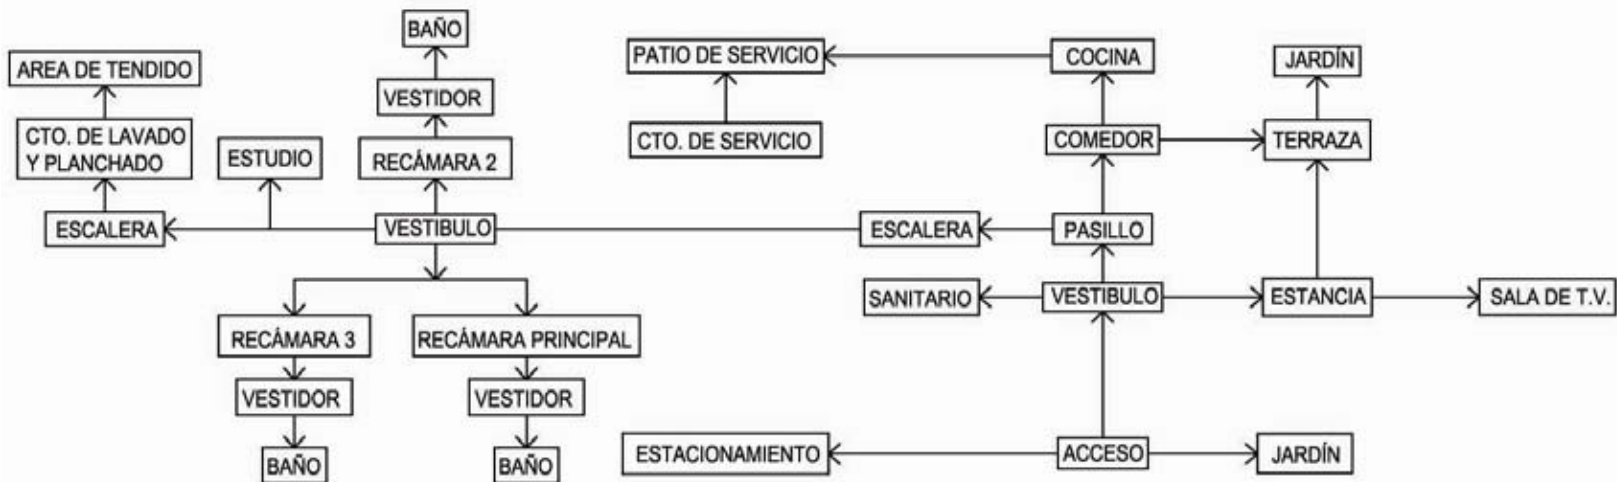 BAÑO
AREA DE TENDIDO
PATIO DE SERVICIO
COCINA
JARDÍN
VESTIDOR
CTO. DE LAVADO
Y PLANCHADO
ESTUDIO
RECÁMARA 2
CTO. DE SERVICIO
COMEDOR
TERRAZA
ESCALERA
VESTIBULO
ESCALERA
PASILLO
SANITARIO
VESTIBULO
ESTANCIA
SALA DE T.V.
RECÁMARA 3
RECÁMARA PRINCIPAL
VESTIDOR
VESTIDOR
BAÑO
BAÑO
ESTACIONAMIENTO
ACCESO
JARDÍN